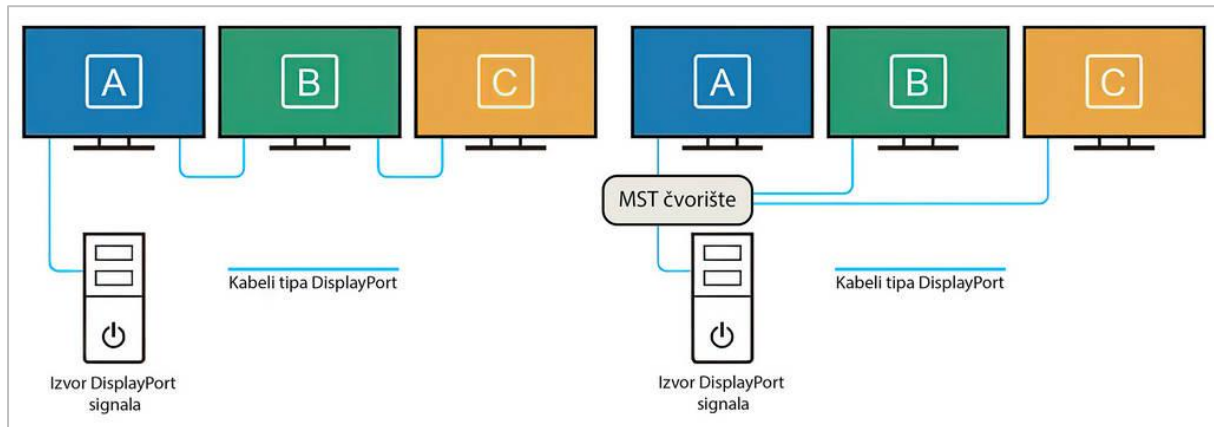 A
B
C
Kabeli tipa DisplayPort
Izvor DisplayPort
signala
A
B
C
MST čvorište
Kabeli tipa DisplayPort
Izvor DisplayPort
signala